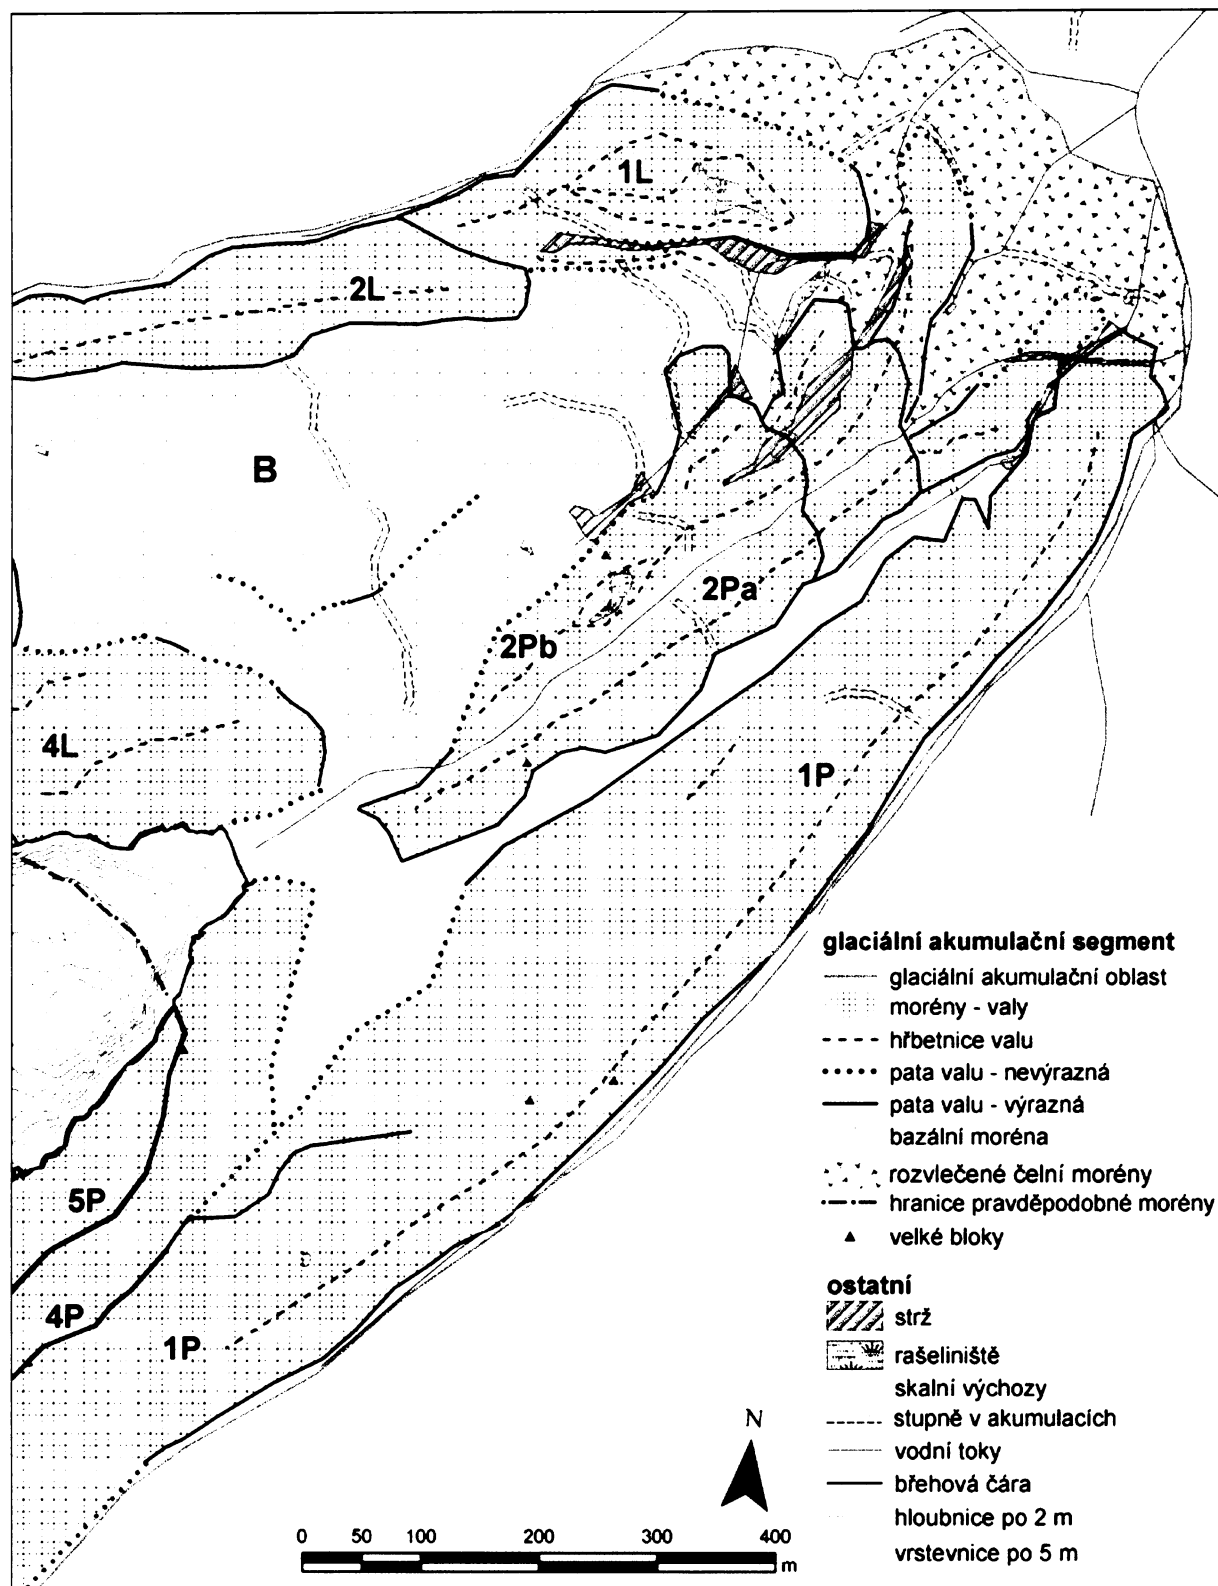 1L
2L
B
2Pa
2Pb
4L
1P
5P
4P
1P
glaciální akumulační segment
glaciální akumulační oblast
morény - valy
hřbetnice valu
pata valu - nevýrazná
pata valu - výrazná
bazální moréna
rozvlečené čelní morény
hranice pravděpodobné morény
velké bloky
ostatní
strž
rašeliniště
skalní výchozy
stupně v akumulacích
vodní toky
břehová čára
hloubnice po 2 m
vrstevnice po 5 m
N
0 50 100 200 300 400
m